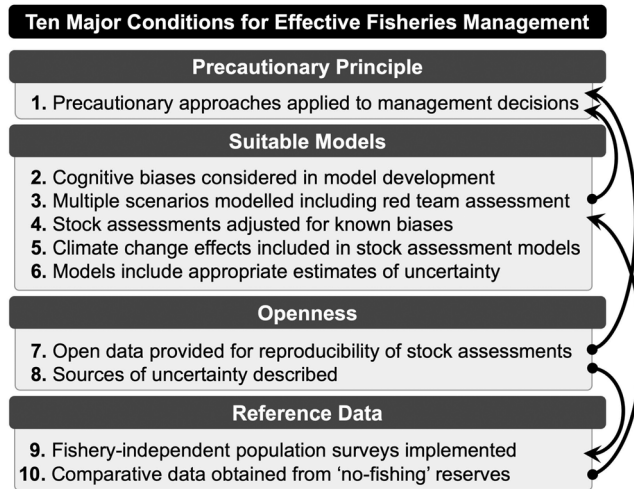 Ten Major Conditions for Effective Fisheries Management
Precautionary Principle
1. Precautionary approaches applied to management decisions
Suitable Models
2. Cognitive biases considered in model development
3. Multiple scenarios modelled including red team assessment
4. Stock assessments adjusted for known biases
5. Climate change effects included in stock assessment models
6. Models include appropriate estimates of uncertainty
Openness
7. Open data provided for reproducibility of stock assessments
8. Sources of uncertainty described
Reference Data
9. Fishery-independent population surveys implemented
10. Comparative data obtained from ‘no-fishing’ reserves